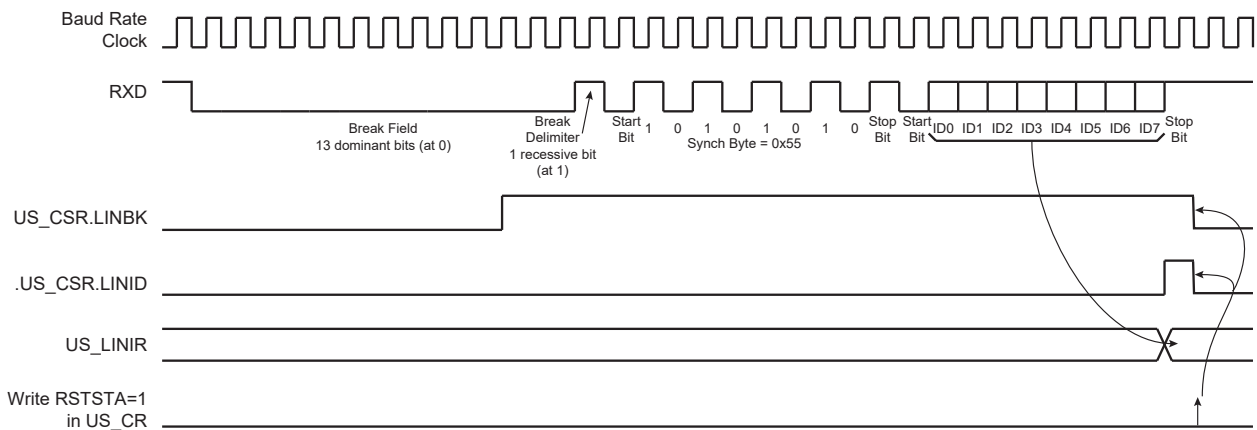 Baud Rate
Clock
RXD
Break Field
13 dominant bits (at 0)
Break
Delimiter
1 recessive bit
(at 1)
Start
Bit
1 0 1 0 1 0 1 0
Synch Byte = 0x55
Stop
Bit
Start
Bit
ID0 ID1 ID2 ID3 ID4 ID5 ID6 ID7
Stop
Bit
US_CSR.LINBK
.US_CSR.LINID
US_LINIR
Write RSTSTA=1
in US_CR